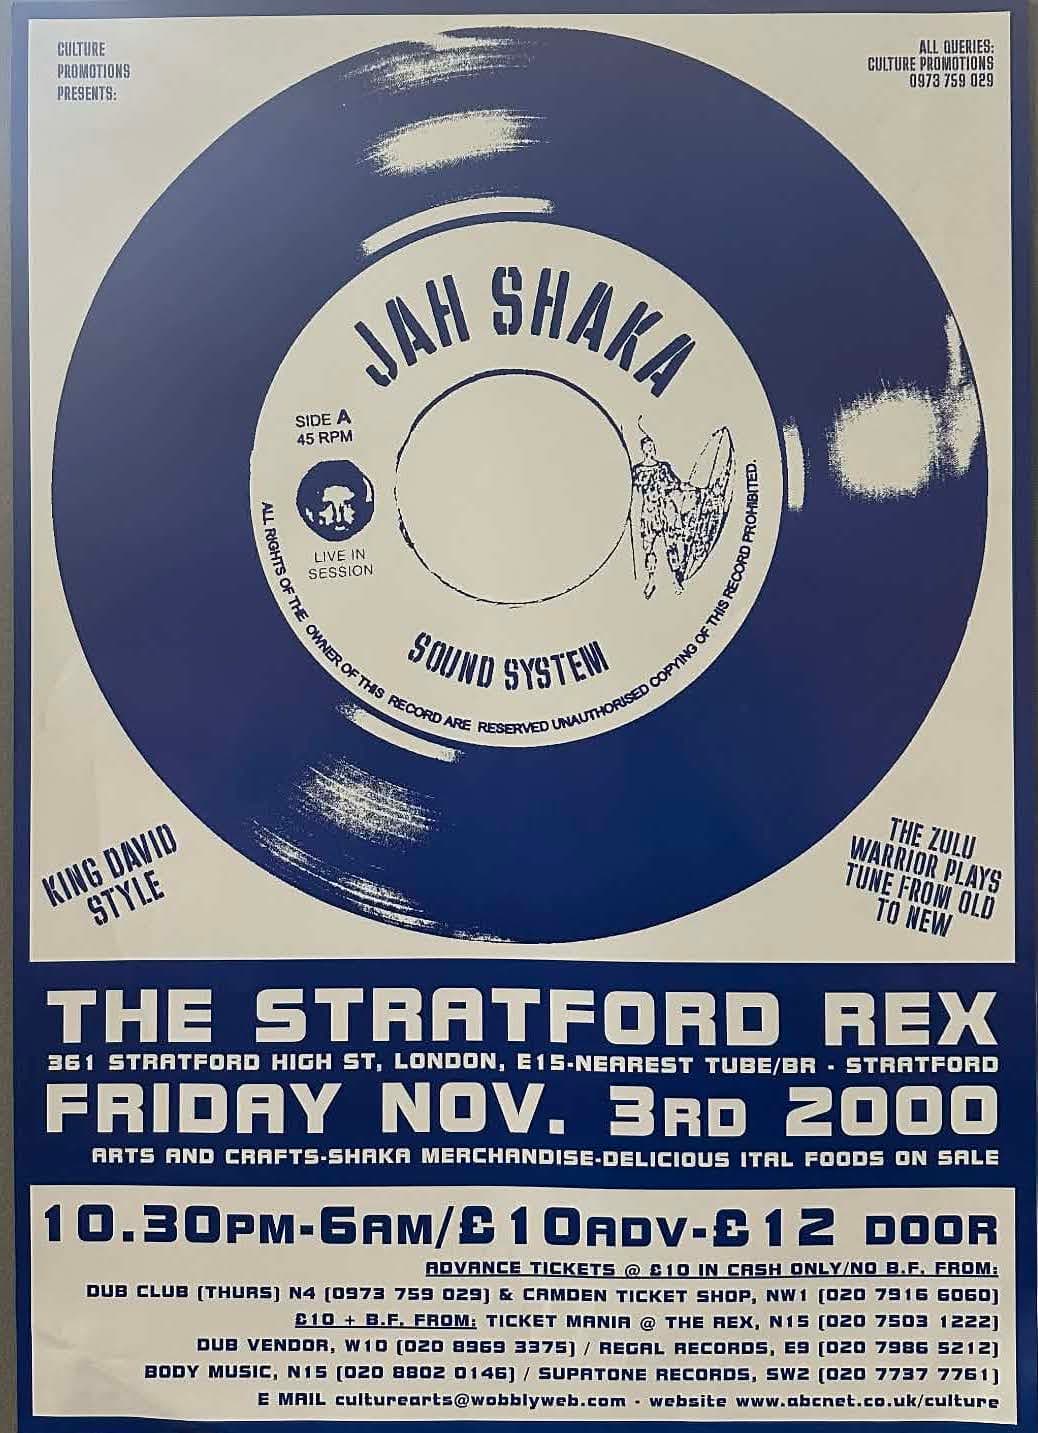 CULTURE
PROMOTIONS
PRESENTS:
ALL QUERIES:
CULTURE PROMOTIONS
0973 759 029
JAH SHAKA
SIDE A
45 RPM
LIVE IN
SESSION
SOUND SYSTEM
ALL RIGHTS OF THE OWNER OF THIS RECORD ARE RESERVED UNAUTHORISED COPYING OF THIS RECORD PROHIBITED.
KING DAVID
STYLE
THE ZULU
WARRIOR PLAYS
TUNE FROM OLD
TO NEW
THE STRATFORD REX
361 STRATFORD HIGH ST, LONDON, E15-NEAREST TUBE/BR - STRATFORD
FRIDAY NOV. 3RD 2000
ARTS AND CRAFTS-SHAKA MERCHANDISE-DELICIOUS ITAL FOODS ON SALE
10.30PM-6AM/£10ADV-£12 DOOR
ADVANCE TICKETS @ £10 IN CASH ONLY/NO B.F. FROM:
DUB CLUB (THURS) N4 (0973 759 029) & CAMDEN TICKET SHOP, NW1 (020 7916 6060)
£10 + B.F. FROM: TICKET MANIA @ THE REX, N15 (020 7503 1222)
DUB VENDOR, W10 (020 8969 3375) / REGAL RECORDS, E9 (020 7986 5212)
BODY MUSIC, N15 (020 8802 0146) / SUPATONE RECORDS, SW2 (020 7737 7761)
E MAIL culturearts@wobblyweb.com - website www.abcnet.co.uk/culture